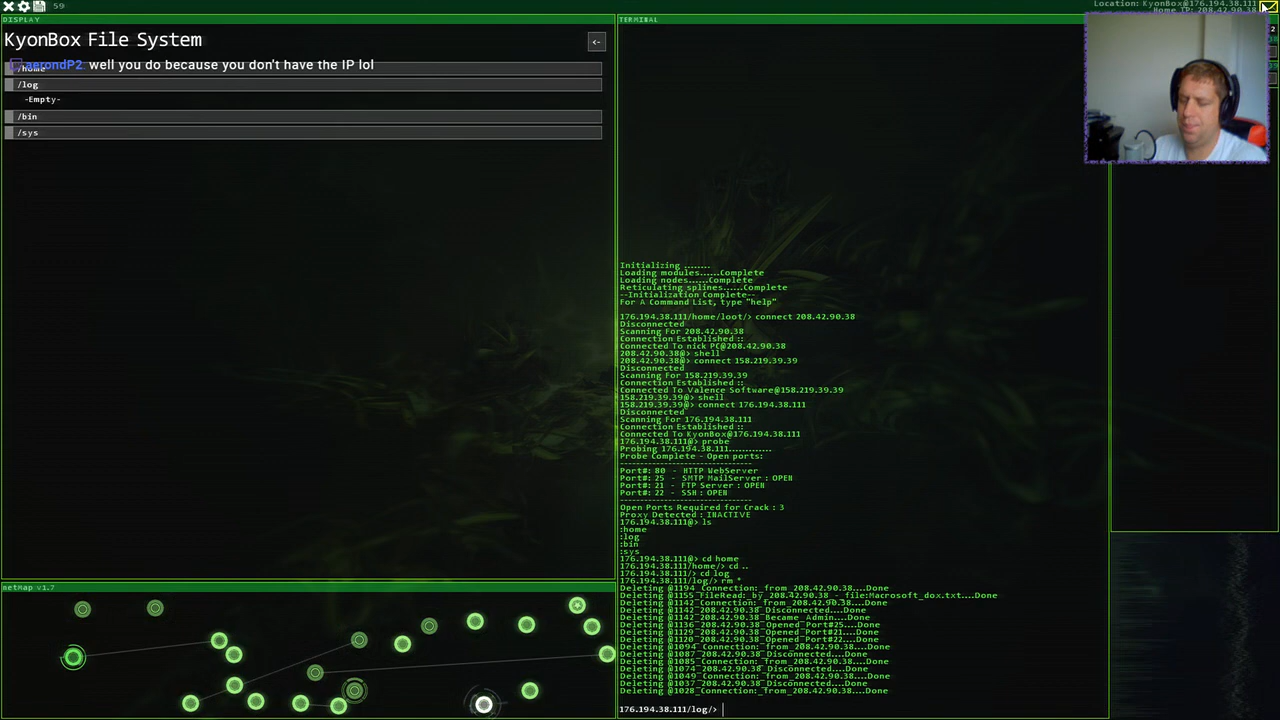 59
Location: KyonBox@176.194.38.111
Home IP: 208.42.90.38
DISPLAY
KyonBox File System
<-
aerondP2: well you do because you don't have the IP lol
/home
/log
-Empty-
/bin
/sys
TERMINAL
Initializing .......
Loading modules......Complete
Loading nodes......Complete
Reticulating splines......Complete
--Initialization Complete--
For A Command List, type "help"
176.194.38.111/home/loot/> connect 208.42.90.38
Disconnected
Scanning For 208.42.90.38
Connection Established ::
Connected To nick PC@208.42.90.38
208.42.90.38@> shell
208.42.90.38@> connect 158.219.39.39
Disconnected
Scanning For 158.219.39.39
Connection Established ::
Connected To Valence Software@158.219.39.39
158.219.39.39@> shell
158.219.39.39@> connect 176.194.38.111
Disconnected
Scanning For 176.194.38.111
Connection Established ::
Connected To KyonBox@176.194.38.111
176.194.38.111@> probe
Probing 176.194.38.111.............
Probe Complete - Open ports:
---------------------------------
Port#: 80 - HTTP WebServer
Port#: 25 - SMTP MailServer : OPEN
Port#: 21 - FTP Server : OPEN
Port#: 22 - SSH : OPEN
---------------------------------
Open Ports Required for Crack : 3
Proxy Detected : INACTIVE
176.194.38.111@> ls
:home
:log
:bin
:sys
176.194.38.111@> cd home
176.194.38.111/home/> cd ..
176.194.38.111/> cd log
176.194.38.111/log/> rm *
Deleting @1194_Connection:_from_208.42.90.38....Done
Deleting @1155_FileRead:_by_208.42.90.38 - file:Macrosoft_dox.txt....Done
Deleting @1142_Connection:_from_208.42.90.38....Done
Deleting @1142_208.42.90.38_Disconnected....Done
Deleting @1142_208.42.90.38_Became_Admin....Done
Deleting @1136_208.42.90.38_Opened_Port#25....Done
Deleting @1129_208.42.90.38_Opened_Port#21....Done
Deleting @1120_208.42.90.38_Opened_Port#22....Done
Deleting @1094_Connection:_from_208.42.90.38....Done
Deleting @1087_208.42.90.38_Disconnected....Done
Deleting @1085_Connection:_from_208.42.90.38....Done
Deleting @1074_208.42.90.38_Disconnected....Done
Deleting @1049_Connection:_from_208.42.90.38....Done
Deleting @1037_208.42.90.38_Disconnected....Done
Deleting @1028_Connection:_from_208.42.90.38....Done
176.194.38.111/log/>
netMap v1.7
2